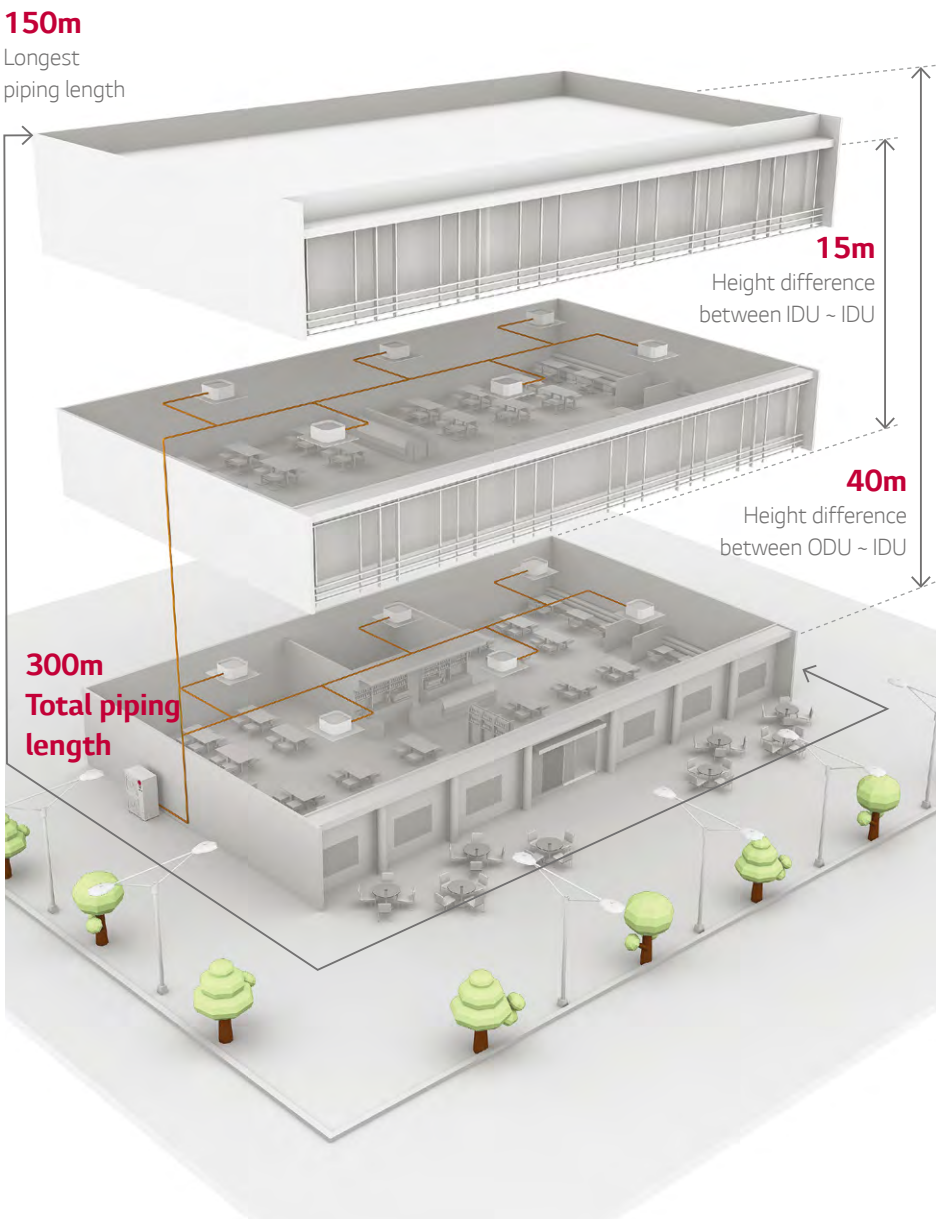 150m
Longest
piping length
15m
Height difference
between IDU ~ IDU
40m
Height difference
between ODU ~ IDU
300m
Total piping
length